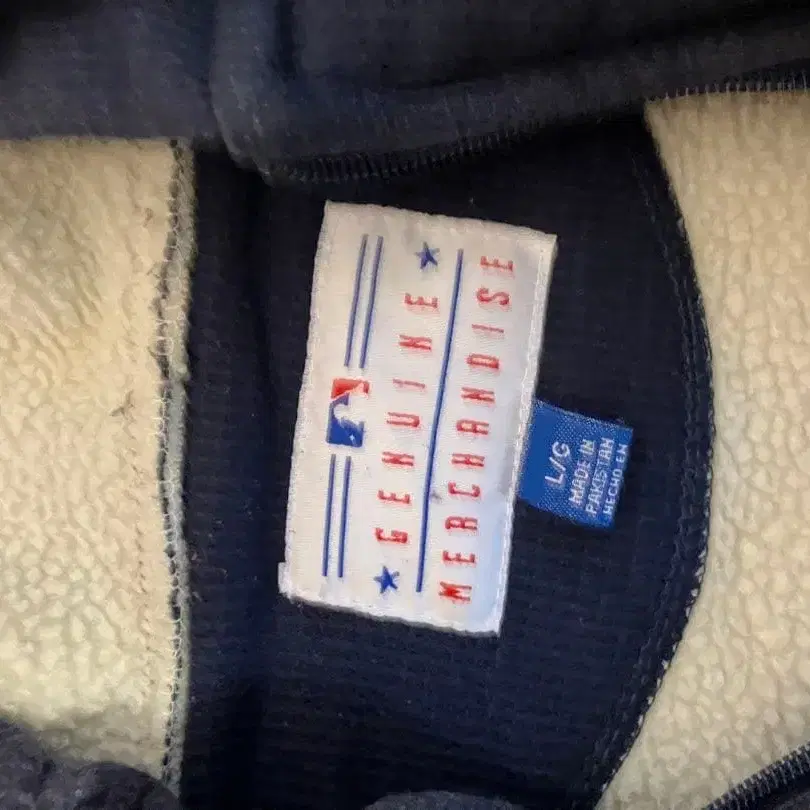 GENUINE
MERCHANDISE
L/G
MADE IN
PAKISTAN
HECHO EN